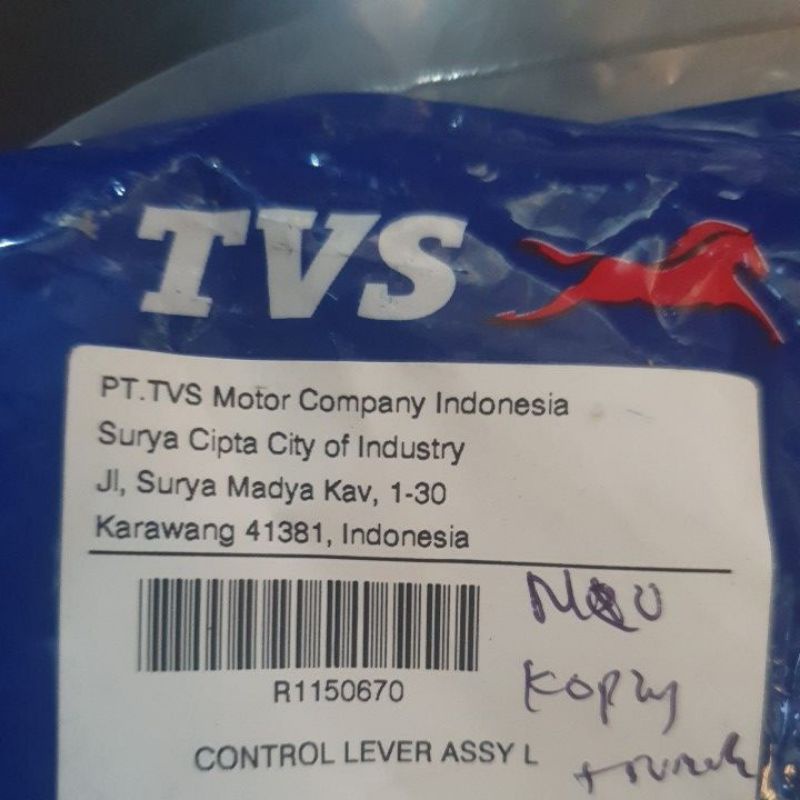 TVS
PT.TVS Motor Company Indonesia
Surya Cipta City of Industry
Jl, Surya Madya Kav, 1-30
Karawang 41381, Indonesia
R1150670
CONTROL LEVER ASSY L